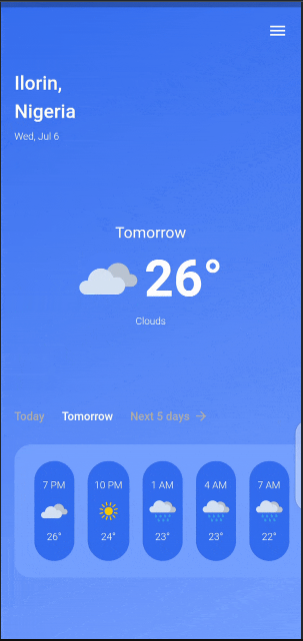 Ilorin,
Nigeria
Wed, Jul 6
Tomorrow
26°
Clouds
Today Tomorrow Next 5 days →
7 PM 10 PM 1 AM 4 AM 7 AM
26° 24° 23° 23° 22°